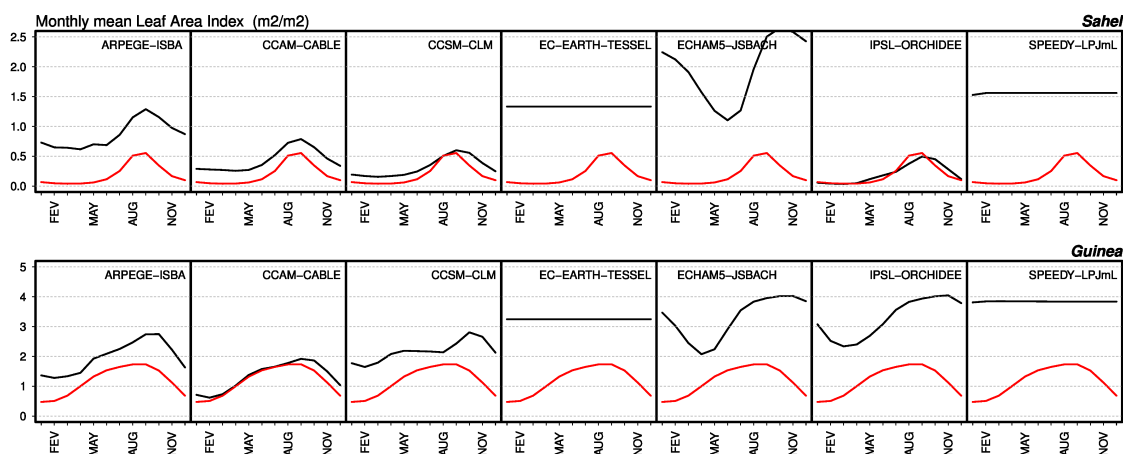 Monthly mean Leaf Area Index (m2/m2) Sahel
ARPEGE-ISBA CCAM-CABLE CCSM-CLM EC-EARTH-TESSEL ECHAM5-JSBACH IPSL-ORCHIDEE SPEEDY-LPJmL
2.5
2.0
1.5
1.0
0.5
0.0
FEV MAY AUG NOV FEV MAY AUG NOV FEV MAY AUG NOV FEV MAY AUG NOV FEV MAY AUG NOV FEV MAY AUG NOV FEV MAY AUG NOV
Guinea
ARPEGE-ISBA CCAM-CABLE CCSM-CLM EC-EARTH-TESSEL ECHAM5-JSBACH IPSL-ORCHIDEE SPEEDY-LPJmL
5
4
3
2
1
0
FEV MAY AUG NOV FEV MAY AUG NOV FEV MAY AUG NOV FEV MAY AUG NOV FEV MAY AUG NOV FEV MAY AUG NOV FEV MAY AUG NOV